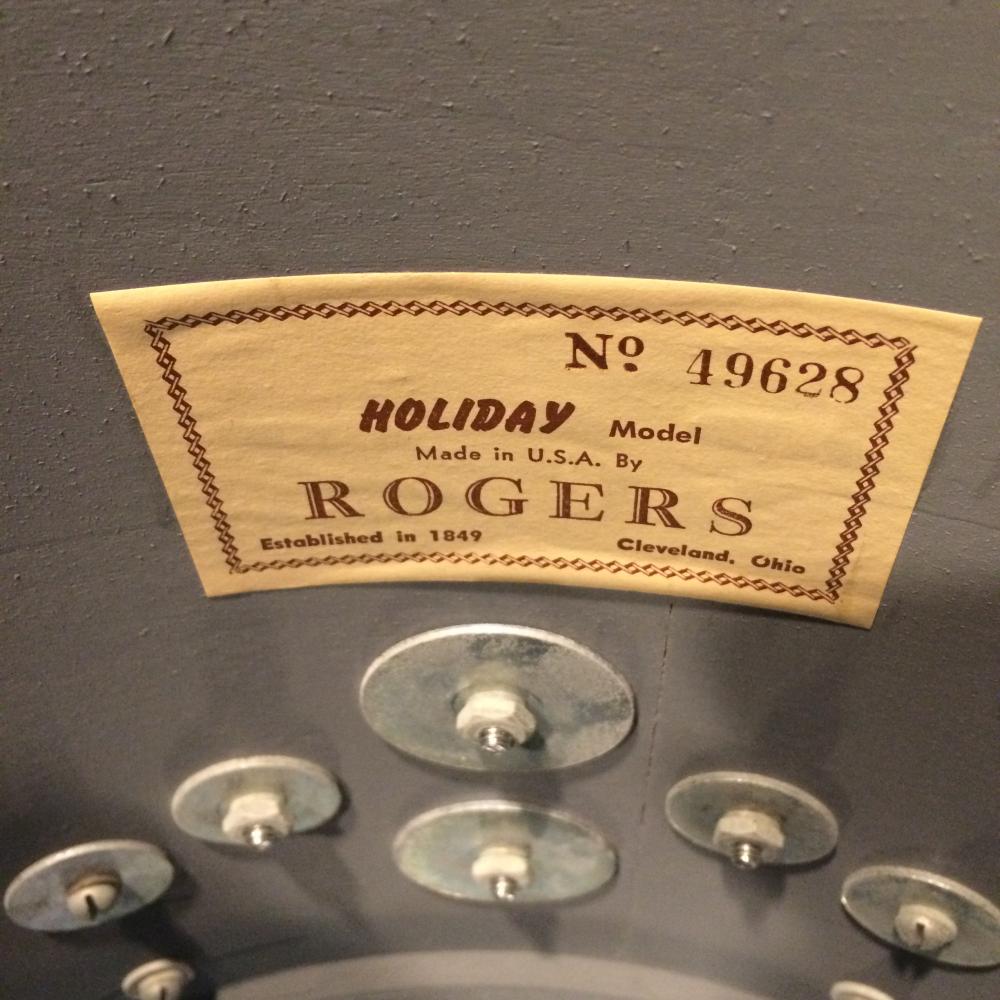 Nº 49628
HOLIDAY Model
Made in U.S.A. By
ROGERS
Established in 1849 Cleveland, Ohio